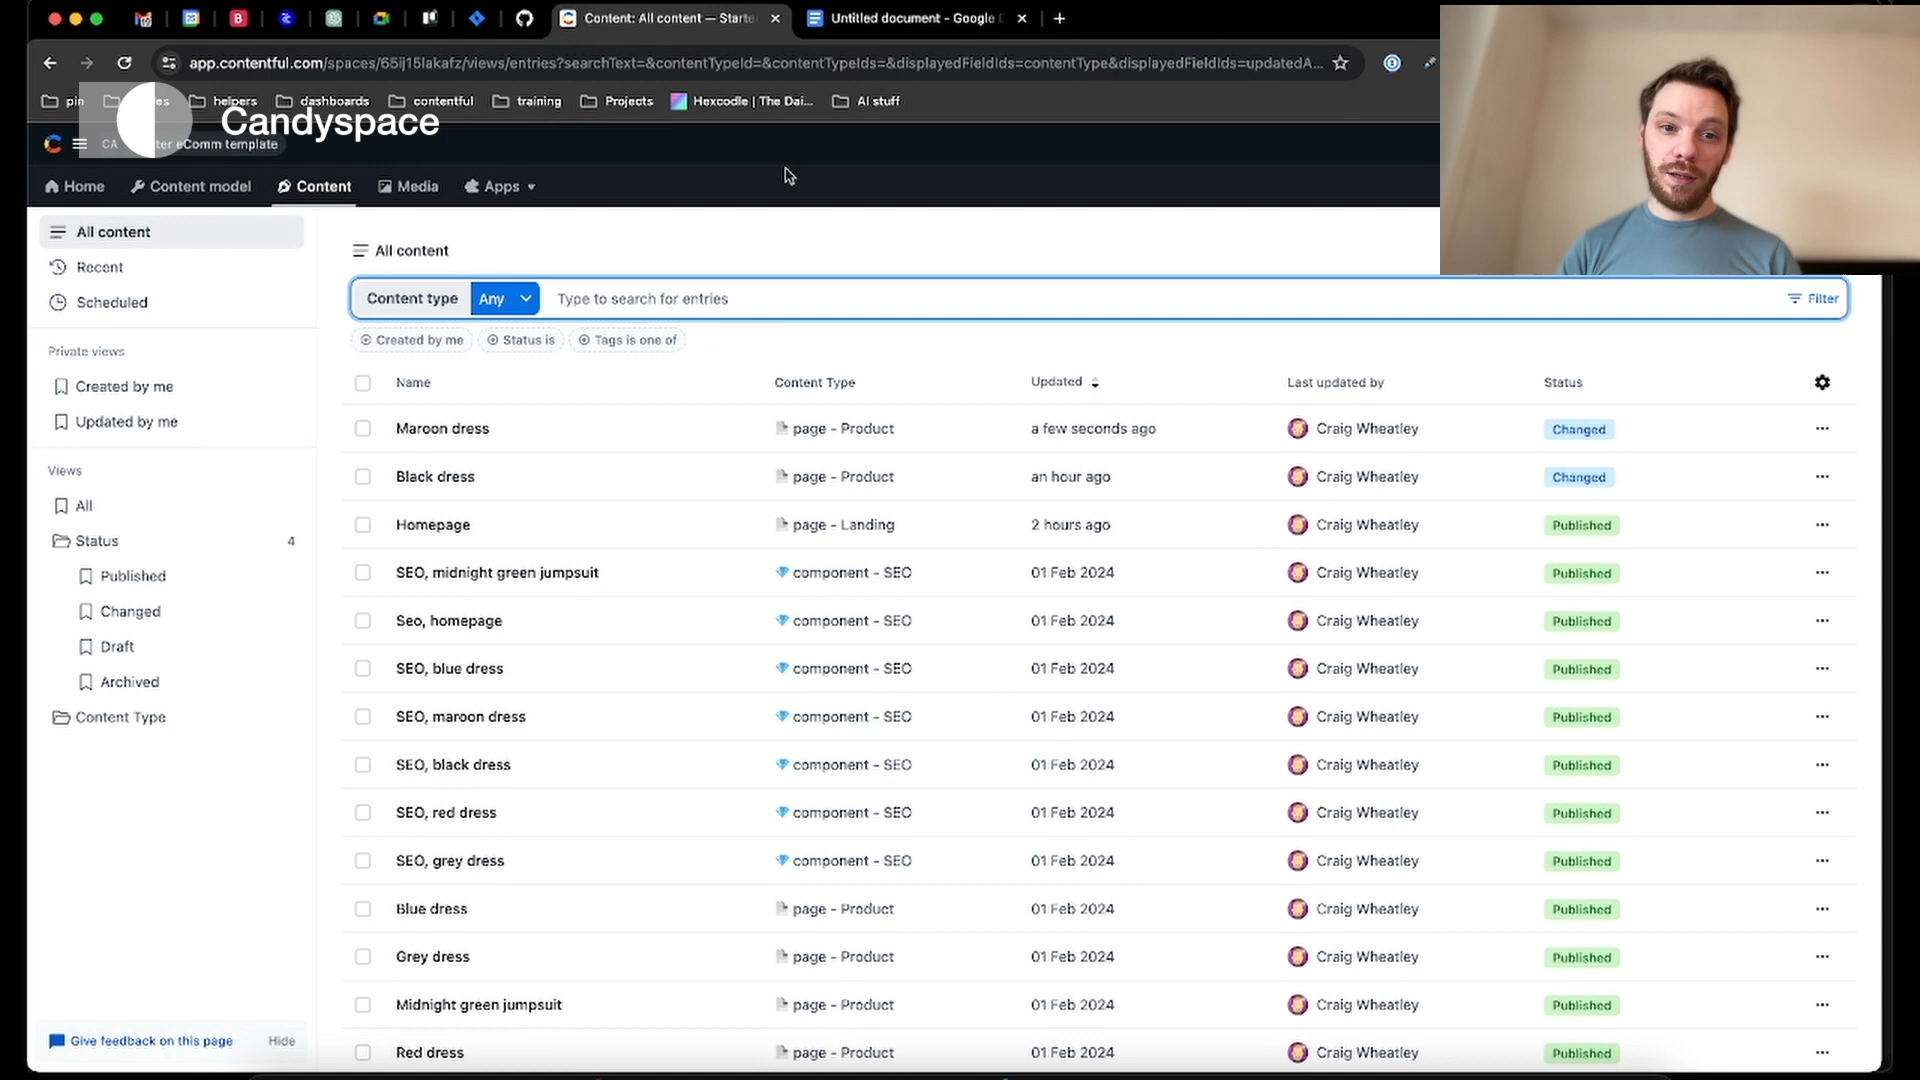 Content: All content — Starte
Untitled document - Google D
app.contentful.com/spaces/65ij15lakafz/views/entries?searchText=&contentTypeId=&contentTypeIds=&displayedFieldIds=contentType&displayedFieldIds=updatedA...
pin
helpers
dashboards
contentful
training
Projects
Hexcodle | The Dai...
AI stuff
Candyspace
CA
ter eComm template
Home
Content model
Content
Media
Apps
All content
Recent
Scheduled
Private views
Created by me
Updated by me
Views
All
Status 4
Published
Changed
Draft
Archived
Content Type
Give feedback on this page Hide
All content
Content type Any Type to search for entries Filter
Created by me Status is Tags is one of
Name Content Type Updated Last updated by Status
Maroon dress page - Product a few seconds ago Craig Wheatley Changed
Black dress page - Product an hour ago Craig Wheatley Changed
Homepage page - Landing 2 hours ago Craig Wheatley Published
SEO, midnight green jumpsuit component - SEO 01 Feb 2024 Craig Wheatley Published
Seo, homepage component - SEO 01 Feb 2024 Craig Wheatley Published
SEO, blue dress component - SEO 01 Feb 2024 Craig Wheatley Published
SEO, maroon dress component - SEO 01 Feb 2024 Craig Wheatley Published
SEO, black dress component - SEO 01 Feb 2024 Craig Wheatley Published
SEO, red dress component - SEO 01 Feb 2024 Craig Wheatley Published
SEO, grey dress component - SEO 01 Feb 2024 Craig Wheatley Published
Blue dress page - Product 01 Feb 2024 Craig Wheatley Published
Grey dress page - Product 01 Feb 2024 Craig Wheatley Published
Midnight green jumpsuit page - Product 01 Feb 2024 Craig Wheatley Published
Red dress page - Product 01 Feb 2024 Craig Wheatley Published